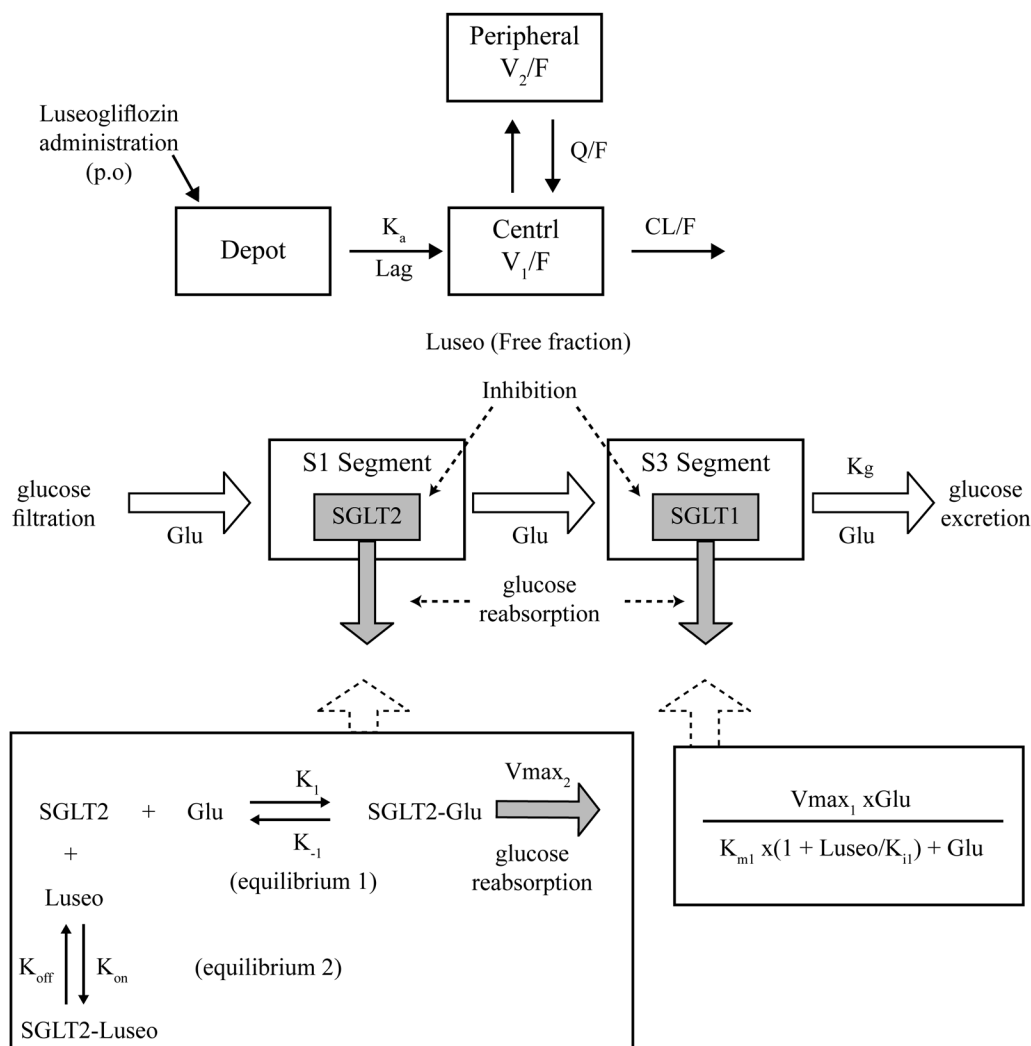 Peripheral
V2/F
Luseogliflozin
administration
(p.o)
Q/F
Depot
Ka
Lag
Centrl
V1/F
CL/F
Luseo (Free fraction)
Inhibition
S1 Segment
S3 Segment
glucose
filtration
Glu
SGLT2
Glu
SGLT1
Kg
Glu
glucose
excretion
glucose
reabsorption
SGLT2 + Glu
K1
K-1
(equilibrium 1)
SGLT2-Glu
Vmax2
glucose
reabsorption
+
Luseo
Koff
Kon
(equilibrium 2)
SGLT2-Luseo
Vmax1 xGlu
Km1 x(1 + Luseo/Ki1) + Glu